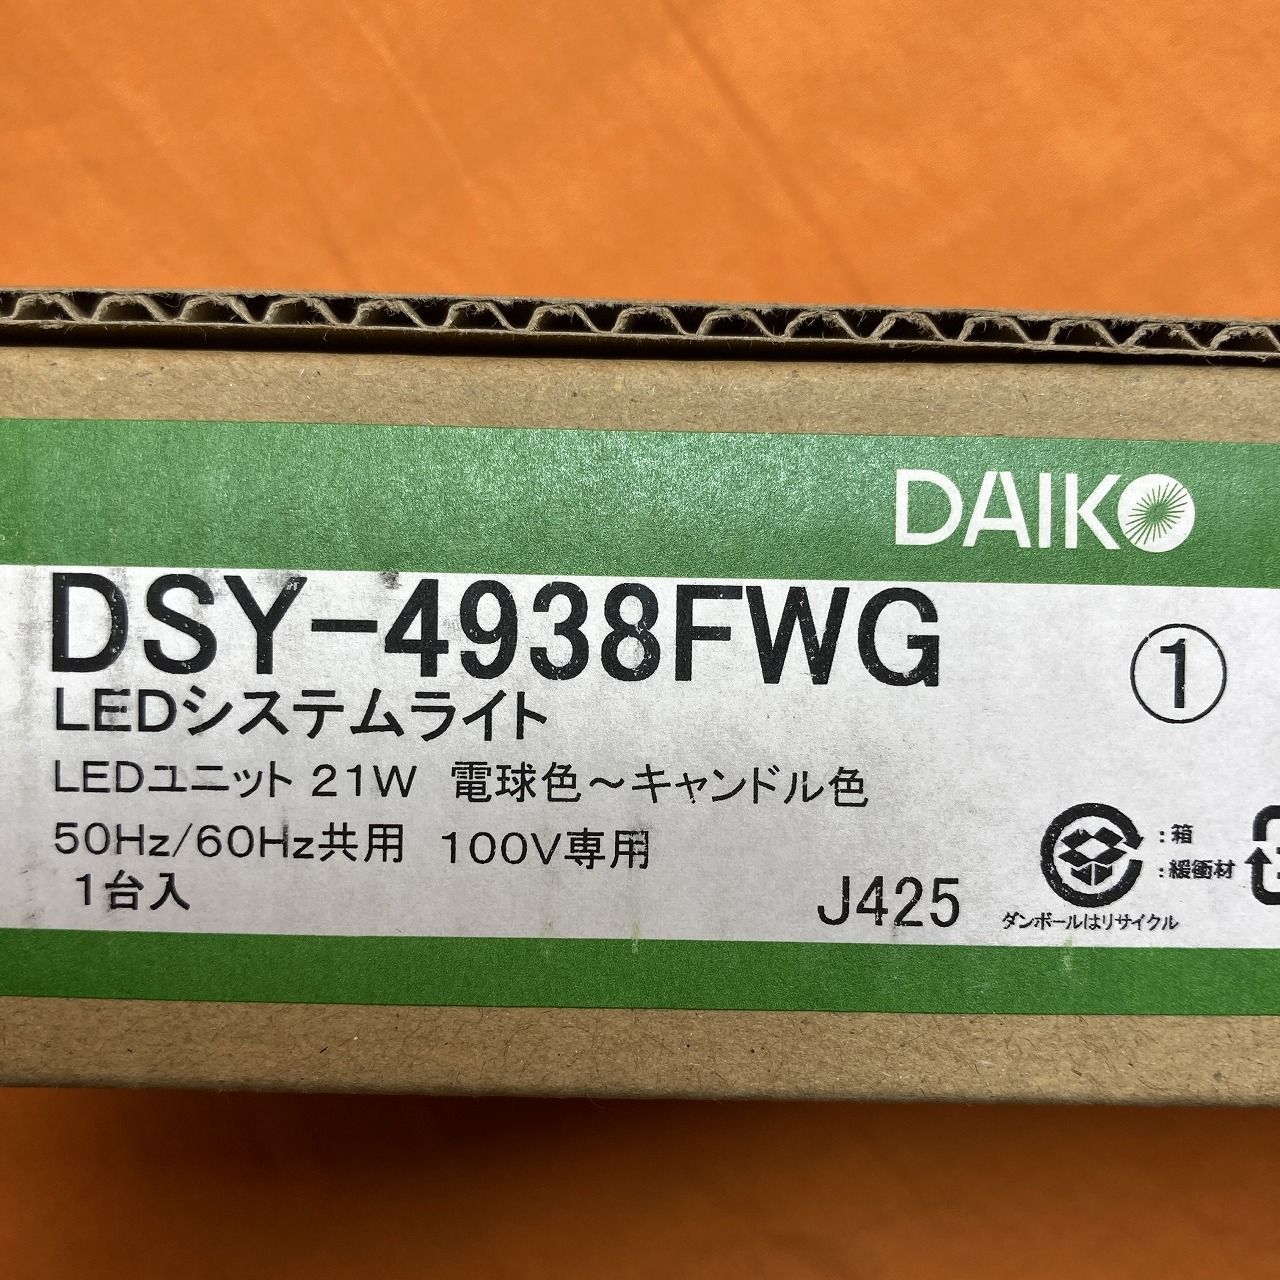 DAIKO
DSY-4938FWG
①
LEDシステムライト
LEDユニット 21W 電球色～キャンドル色
50Hz/60Hz共用 100V専用
1台入
J425
:箱
:緩衝材
ダンボールはリサイクル